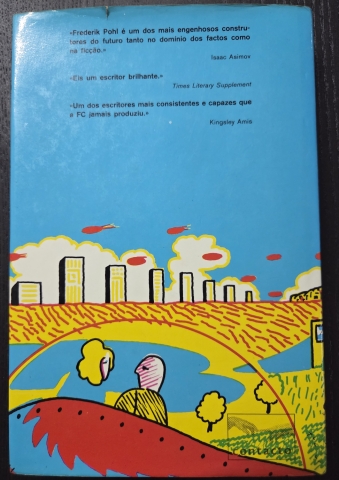 «Frederik Pohl é um dos mais engenhosos constru-
tores do futuro tanto no domínio dos factos como
na ficção.»
Isaac Asimov
«Eis um escritor brilhante.»
Times Literary Supplement
«Um dos escritores mais consistentes e capazes que
a FC jamais produziu.»
Kingsley Amis
contacto